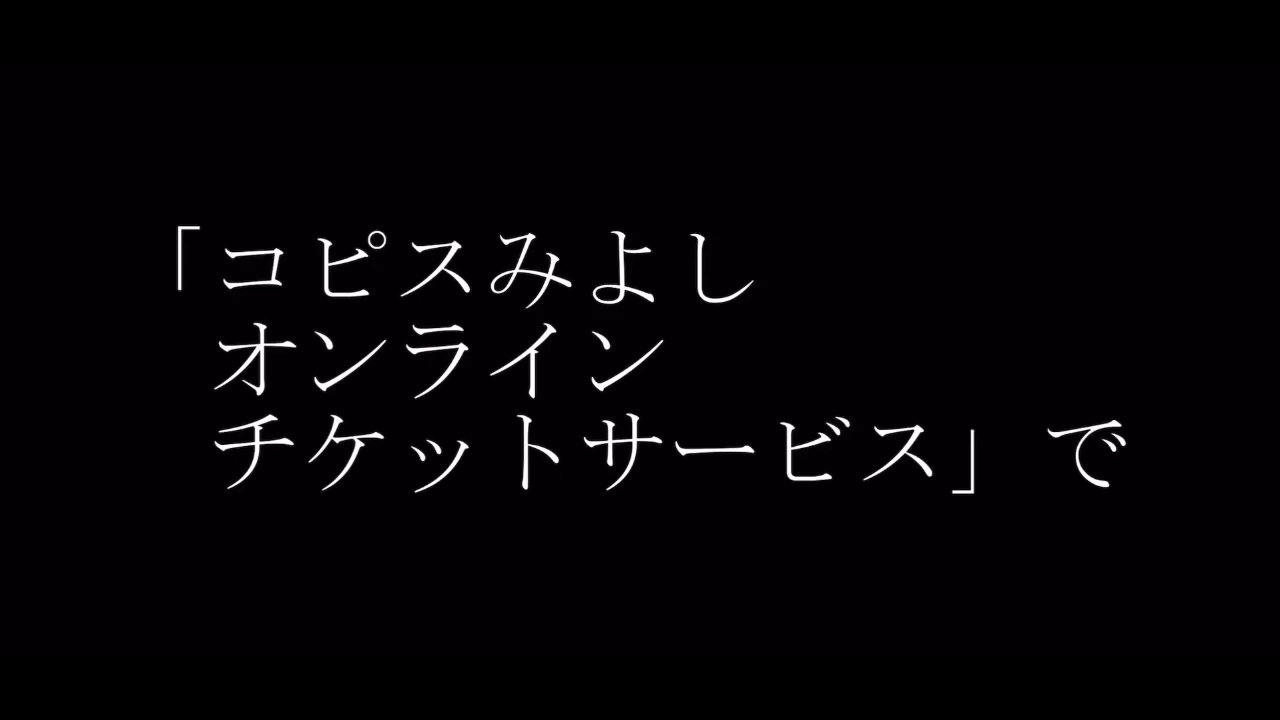 「コピスみよし
オンライン
チケットサービス」で